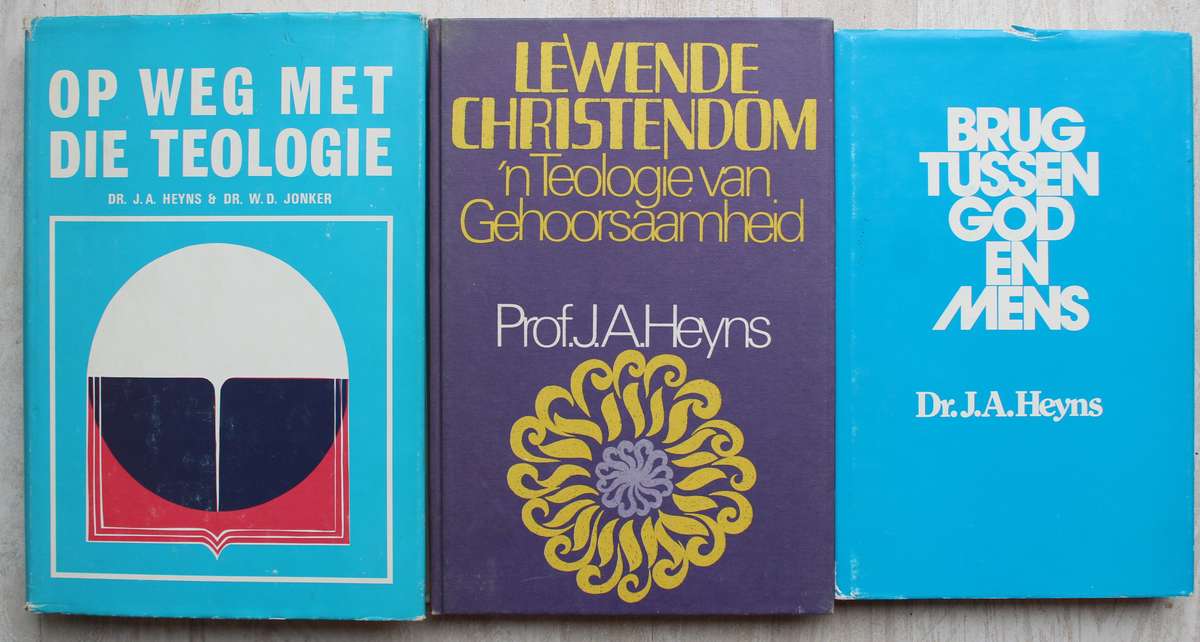 OP WEG MET
DIE TEOLOGIE
DR. J. A. HEYNS & DR. W. D. JONKER
LEWENDE
CHRISTENDOM
'n Teologie van
Gehoorsaamheid
Prof. J. A. Heyns
BRUG
TUSSEN
GOD
EN
MENS
Dr. J. A. Heyns